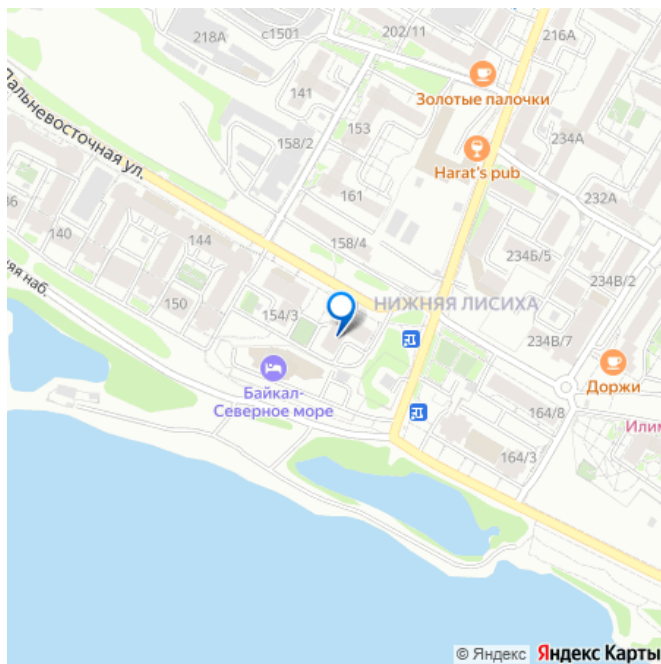 218А
с1501
202/11
216А
Золотые палочки
Дальневосточная ул.
141
153
158/2
Harat's pub
234А
232А
161
158/4
140
144
234Б/5
234В/2
няя наб.
150
154/3
НИЖНЯЯ ЛИСИХА
234В/7
Байкал-
Северное море
Доржи
164/8
164/3
Илим
© Яндекс Яндекс Карты